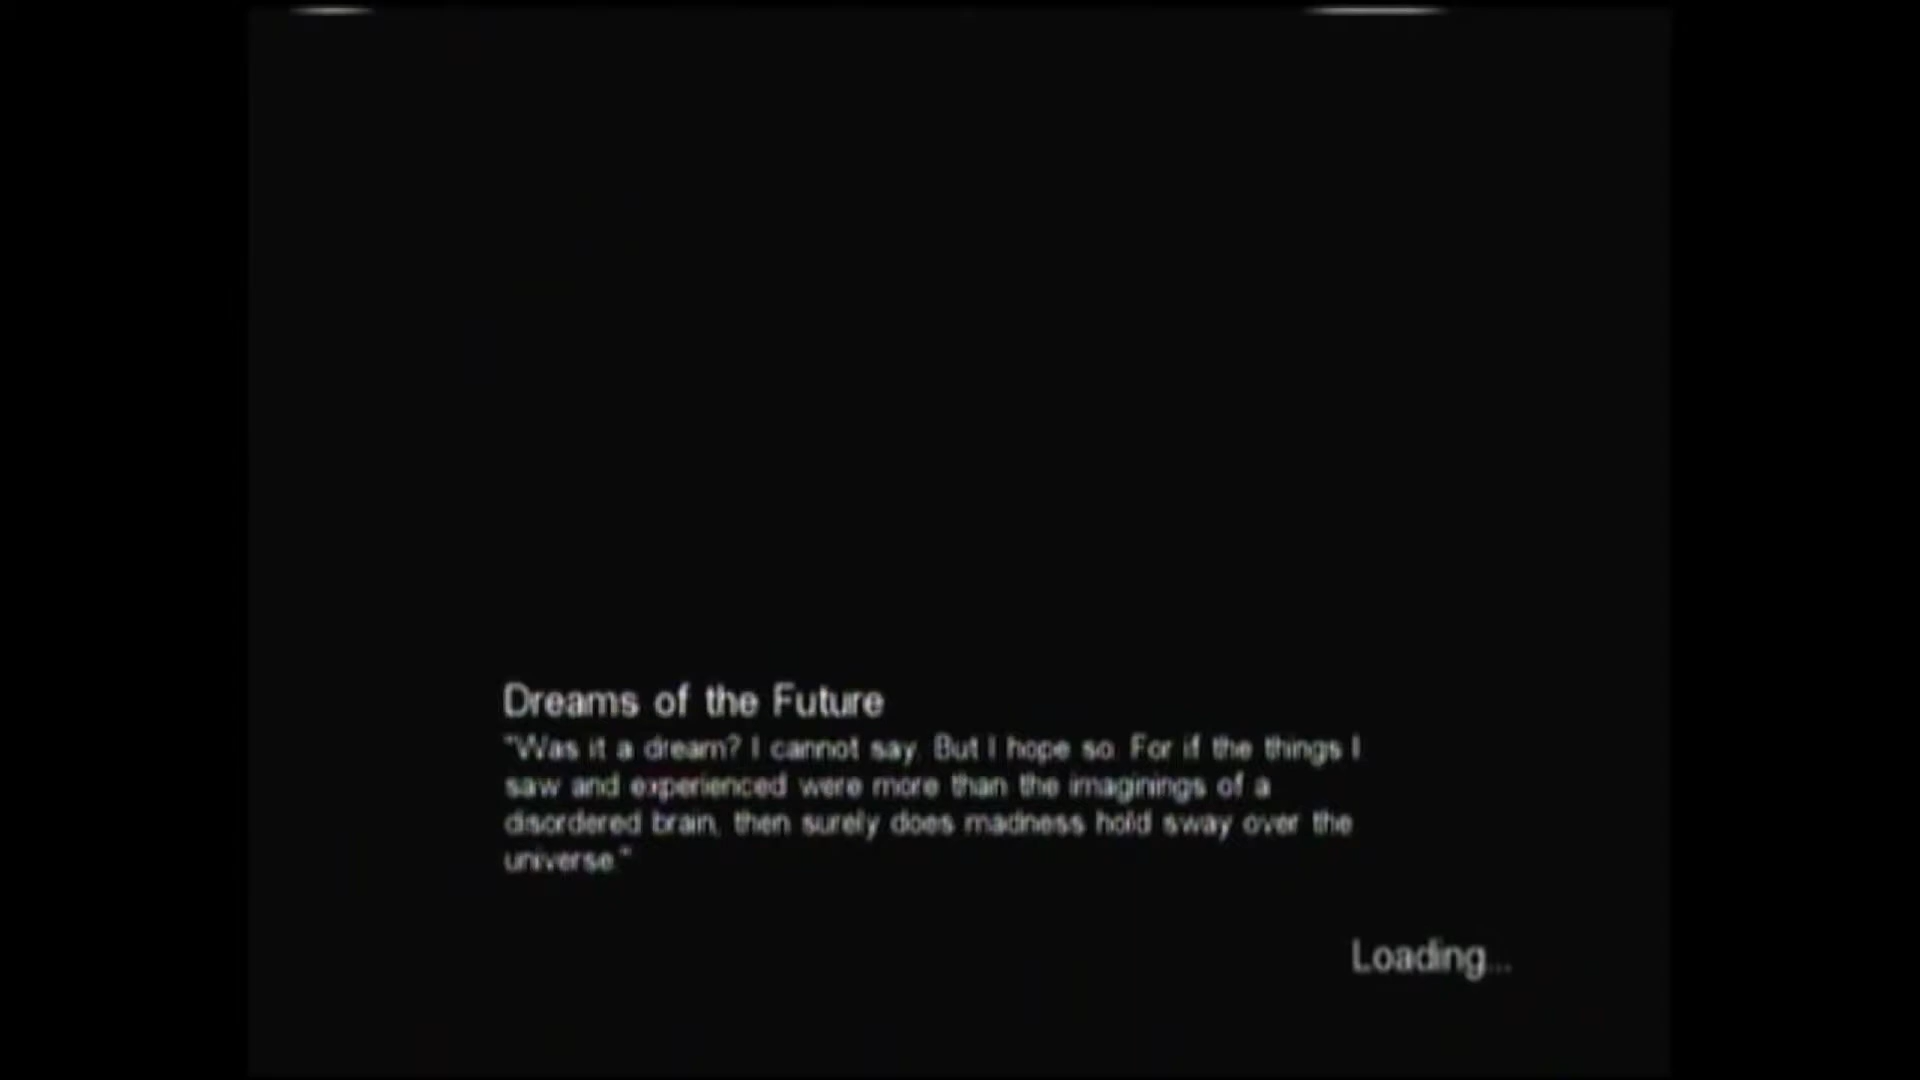 Dreams of the Future
"Was it a dream? I cannot say. But I hope so. For if the things I
saw and experienced were more than the imaginings of a
disordered brain, then surely does madness hold sway over the
universe."
Loading...